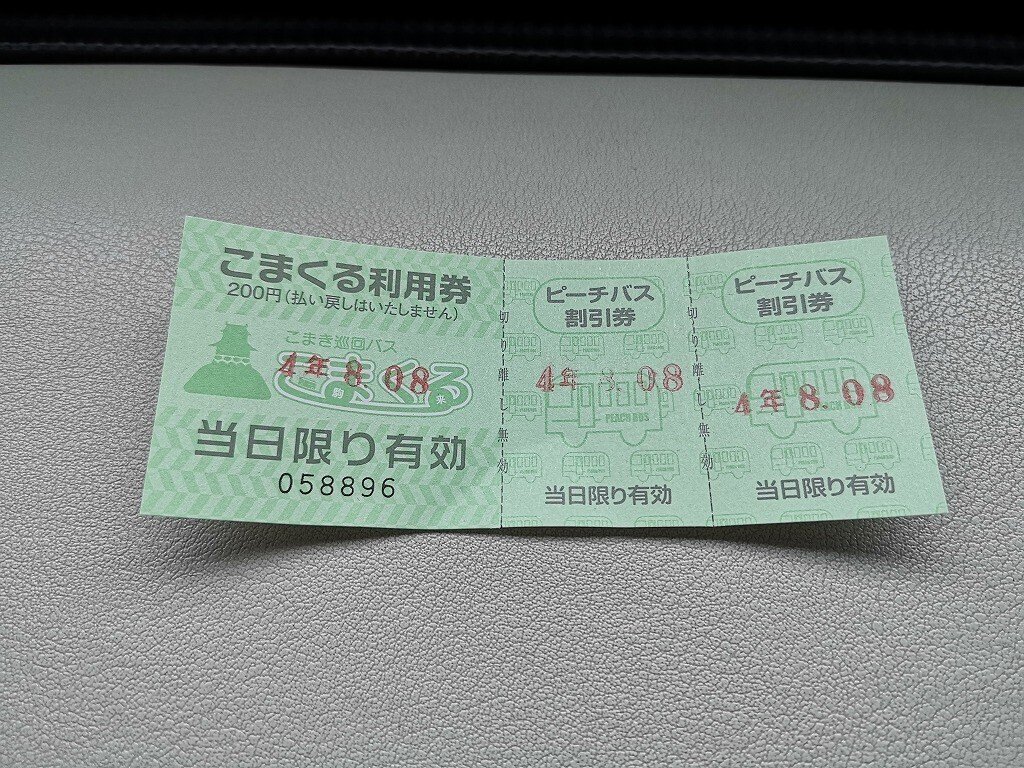 こまくる利用券
200円(払い戻しはいたしません)
こまき巡回バス
こまくる
駒 来
4年 8.08
当日限り有効
058896
切り離し無効
ピーチバス
割引券
4年 8.08
PEACH BUS
当日限り有効
切り離し無効
ピーチバス
割引券
4年 8.08
PEACH BUS
当日限り有効